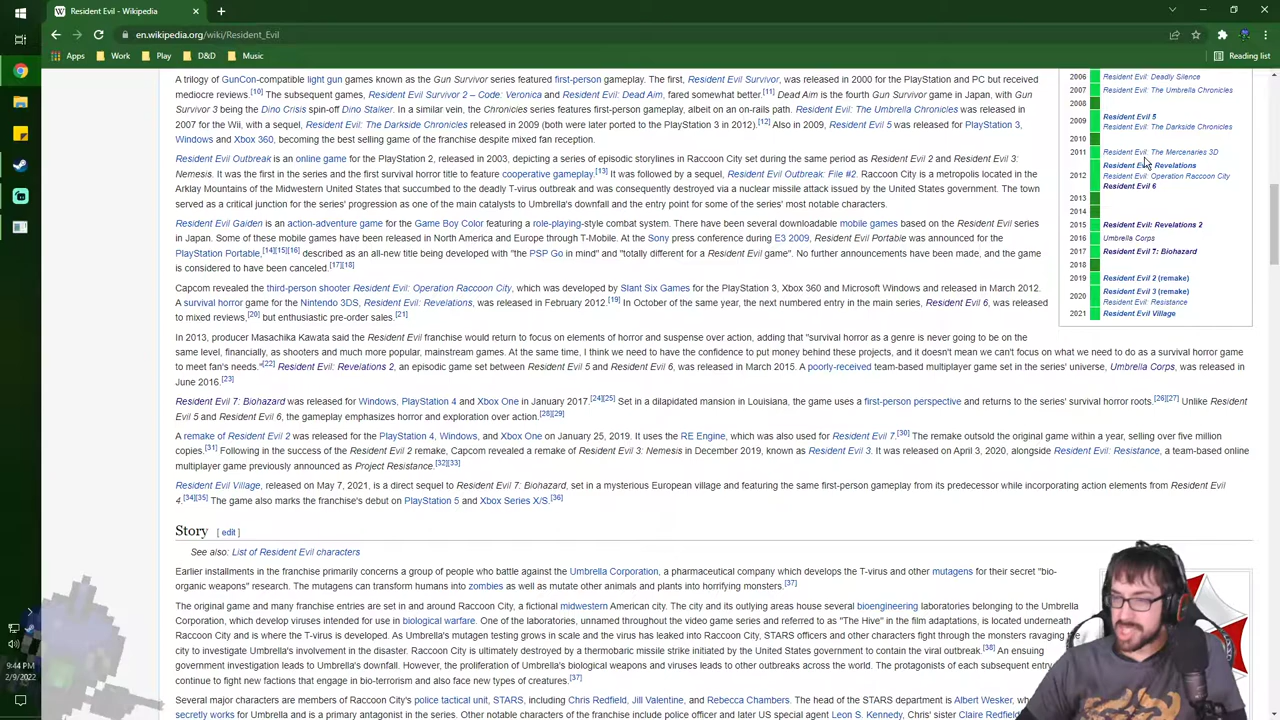 Resident Evil - Wikipedia
en.wikipedia.org/wiki/Resident_Evil
Apps Work Play D&D Music Reading list
A trilogy of GunCon-compatible light gun games known as the Gun Survivor series featured first-person gameplay. The first, Resident Evil Survivor, was released in 2000 for the PlayStation and PC but received
mediocre reviews.[10] The subsequent games, Resident Evil Survivor 2 – Code: Veronica and Resident Evil: Dead Aim, fared somewhat better.[11] Dead Aim is the fourth Gun Survivor game in Japan, with Gun
Survivor 3 being the Dino Crisis spin-off Dino Stalker. In a similar vein, the Chronicles series features first-person gameplay, albeit on an on-rails path. Resident Evil: The Umbrella Chronicles was released in
2007 for the Wii, with a sequel, Resident Evil: The Darkside Chronicles released in 2009 (both were later ported to the PlayStation 3 in 2012).[12] Also in 2009, Resident Evil 5 was released for PlayStation 3,
Windows and Xbox 360, becoming the best selling game of the franchise despite mixed fan reception.
Resident Evil Outbreak is an online game for the PlayStation 2, released in 2003, depicting a series of episodic storylines in Raccoon City set during the same period as Resident Evil 2 and Resident Evil 3:
Nemesis. It was the first in the series and the first survival horror title to feature cooperative gameplay.[13] It was followed by a sequel, Resident Evil Outbreak: File #2. Raccoon City is a metropolis located in the
Arklay Mountains of the Midwestern United States that succumbed to the deadly T-virus outbreak and was consequently destroyed via a nuclear missile attack issued by the United States government. The town
served as a critical junction for the series' progression as one of the main catalysts to Umbrella's downfall and the entry point for some of the series' most notable characters.
Resident Evil Gaiden is an action-adventure game for the Game Boy Color featuring a role-playing-style combat system. There have been several downloadable mobile games based on the Resident Evil series
in Japan. Some of these mobile games have been released in North America and Europe through T-Mobile. At the Sony press conference during E3 2009, Resident Evil Portable was announced for the
PlayStation Portable,[14][15][16] described as an all-new title being developed with "the PSP Go in mind" and "totally different for a Resident Evil game". No further announcements have been made, and the game
is considered to have been canceled.[17][18]
Capcom revealed the third-person shooter Resident Evil: Operation Raccoon City, which was developed by Slant Six Games for the PlayStation 3, Xbox 360 and Microsoft Windows and released in March 2012.
A survival horror game for the Nintendo 3DS, Resident Evil: Revelations, was released in February 2012.[19] In October of the same year, the next numbered entry in the main series, Resident Evil 6, was released
to mixed reviews,[20] but enthusiastic pre-order sales.[21]
In 2013, producer Masachika Kawata said the Resident Evil franchise would return to focus on elements of horror and suspense over action, adding that "survival horror as a genre is never going to be on the
same level, financially, as shooters and much more popular, mainstream games. At the same time, I think we need to have the confidence to put money behind these projects, and it doesn't mean we can't focus on what we need to do as a survival horror game
to meet fan's needs."[22] Resident Evil: Revelations 2, an episodic game set between Resident Evil 5 and Resident Evil 6, was released in March 2015. A poorly-received team-based multiplayer game set in the series' universe, Umbrella Corps, was released in
June 2016.[23]
Resident Evil 7: Biohazard was released for Windows, PlayStation 4 and Xbox One in January 2017.[24][25] Set in a dilapidated mansion in Louisiana, the game uses a first-person perspective and returns to the series' survival horror roots.[26][27] Unlike Resident
Evil 5 and Resident Evil 6, the gameplay emphasizes horror and exploration over action.[28][29]
A remake of Resident Evil 2 was released for the PlayStation 4, Windows, and Xbox One on January 25, 2019. It uses the RE Engine, which was also used for Resident Evil 7.[30] The remake outsold the original game within a year, selling over five million
copies.[31] Following in the success of the Resident Evil 2 remake, Capcom revealed a remake of Resident Evil 3: Nemesis in December 2019, known as Resident Evil 3. It was released on April 3, 2020, alongside Resident Evil: Resistance, a team-based online
multiplayer game previously announced as Project Resistance.[32][33]
Resident Evil Village, released on May 7, 2021, is a direct sequel to Resident Evil 7: Biohazard, set in a mysterious European village and featuring the same first-person gameplay from its predecessor while incorporating action elements from Resident Evil
4.[34][35] The game also marks the franchise's debut on PlayStation 5 and Xbox Series X/S.[36]
2006 Resident Evil: Deadly Silence
2007 Resident Evil: The Umbrella Chronicles
2008
2009 Resident Evil 5
Resident Evil: The Darkside Chronicles
2010
2011 Resident Evil: The Mercenaries 3D
2012 Resident Evil: Revelations
Resident Evil: Operation Raccoon City
Resident Evil 6
2013
2014
2015 Resident Evil: Revelations 2
2016 Umbrella Corps
2017 Resident Evil 7: Biohazard
2018
2019 Resident Evil 2 (remake)
2020 Resident Evil 3 (remake)
Resident Evil: Resistance
2021 Resident Evil Village
Story [ edit ]
See also: List of Resident Evil characters
Earlier installments in the franchise primarily concerns a group of people who battle against the Umbrella Corporation, a pharmaceutical company which develops the T-virus and other mutagens for their secret "bio-
organic weapons" research. The mutagens can transform humans into zombies as well as mutate other animals and plants into horrifying monsters.[37]
The original game and many franchise entries are set in and around Raccoon City, a fictional midwestern American city. The city and its outlying areas house several bioengineering laboratories belonging to the Umbrella
Corporation, which develop viruses intended for use in biological warfare. One of the laboratories, unnamed throughout the video game series and referred to as "The Hive" in the film adaptations, is located underneath
Raccoon City and is where the T-virus is developed. As Umbrella's mutagen testing grows in scale and the virus has leaked into Raccoon City, STARS officers and other characters fight through the monsters ravaging the
city to investigate Umbrella's involvement in the disaster. Raccoon City is ultimately destroyed by a thermobaric missile strike initiated by the United States government to contain the viral outbreak.[38] An ensuing
government investigation leads to Umbrella's downfall. However, the proliferation of Umbrella's biological weapons and viruses leads to other outbreaks across the world. The protagonists of each subsequent entry
continue to fight new factions that engage in bio-terrorism and also face new types of creatures.[37]
Several major characters are members of Raccoon City's police tactical unit, STARS, including Chris Redfield, Jill Valentine, and Rebecca Chambers. The head of the STARS department is Albert Wesker,
secretly works for Umbrella and is a primary antagonist in the series. Other notable characters of the franchise include police officer and later US special agent Leon S. Kennedy, Chris' sister Claire Redfield
9:44 PM
2/9/2022